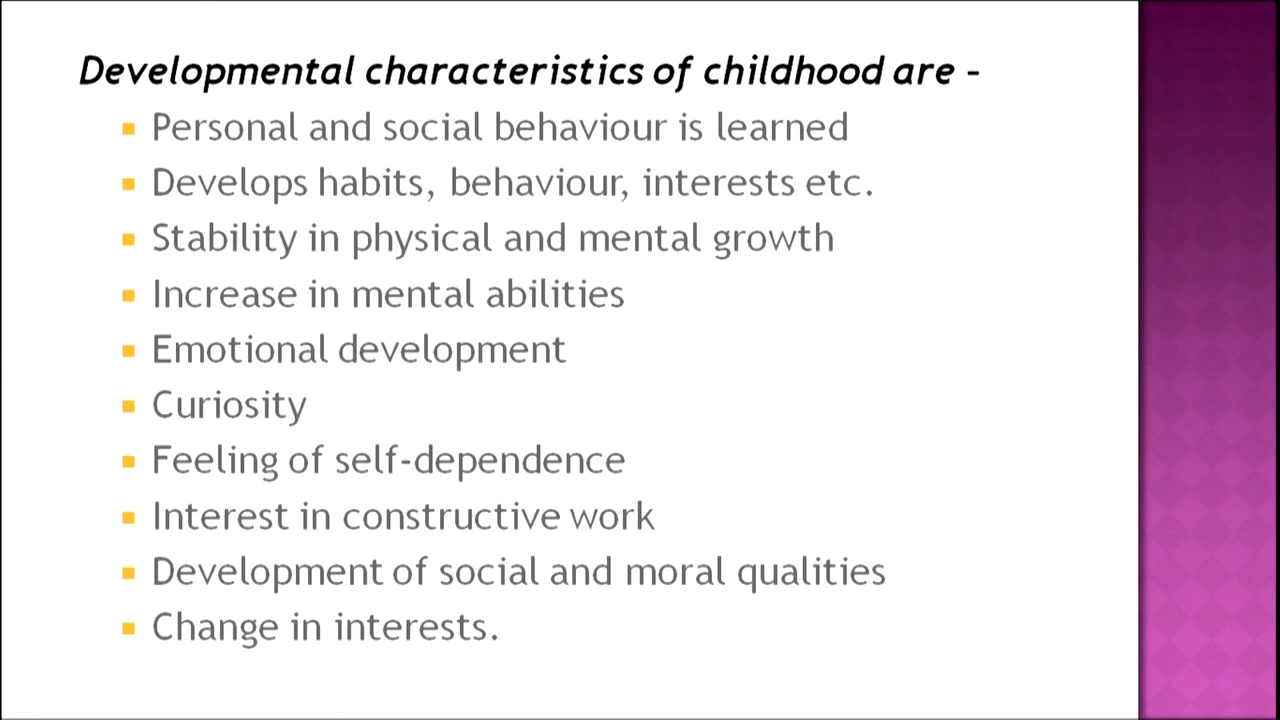 Developmental characteristics of childhood are –
Personal and social behaviour is learned
Develops habits, behaviour, interests etc.
Stability in physical and mental growth
Increase in mental abilities
Emotional development
Curiosity
Feeling of self-dependence
Interest in constructive work
Development of social and moral qualities
Change in interests.